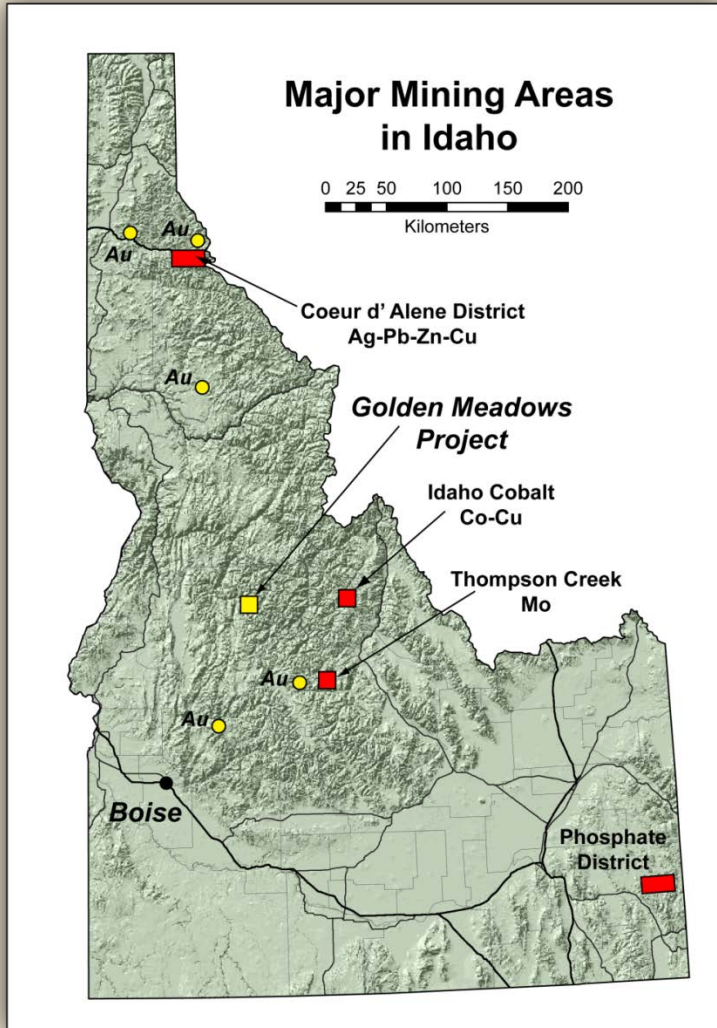 Major Mining Areas
in Idaho
0 25 50 100 150 200
Kilometers
Au
Au
Coeur d’ Alene District
Ag-Pb-Zn-Cu
Au
Golden Meadows
Project
Idaho Cobalt
Co-Cu
Thompson Creek
Mo
Au
Au
Boise
Phosphate
District